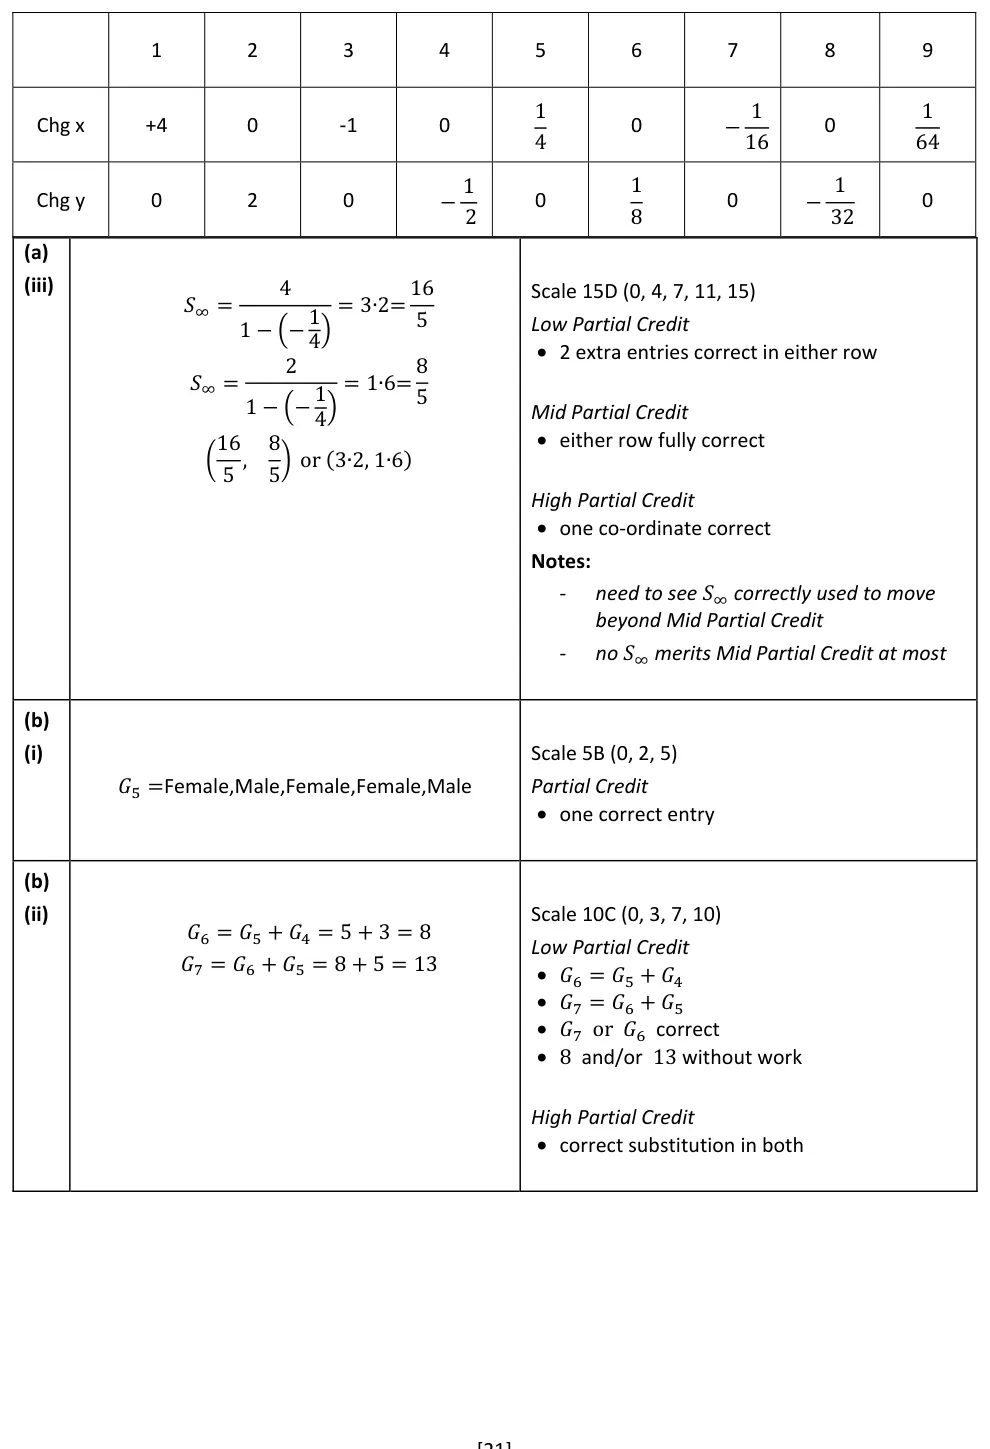 1 2 3 4 5 6 7 8 9
Chg x +4 0 -1 0 1/4 0 −1/16 0 1/64
Chg y 0 2 0 −1/2 0 1/8 0 −1/32 0
(a)
(iii)
S∞ = 4/(1 − (−1/4)) = 3·2 = 16/5
S∞ = 2/(1 − (−1/4)) = 1·6 = 8/5
(16/5, 8/5) or (3·2, 1·6)
Scale 15D (0, 4, 7, 11, 15)
Low Partial Credit
• 2 extra entries correct in either row
Mid Partial Credit
• either row fully correct
High Partial Credit
• one co-ordinate correct
Notes:
- need to see S∞ correctly used to move
beyond Mid Partial Credit
- no S∞ merits Mid Partial Credit at most
(b)
(i)
G₅ =Female,Male,Female,Female,Male
Scale 5B (0, 2, 5)
Partial Credit
• one correct entry
(b)
(ii)
G₆ = G₅ + G₄ = 5 + 3 = 8
G₇ = G₆ + G₅ = 8 + 5 = 13
Scale 10C (0, 3, 7, 10)
Low Partial Credit
• G₆ = G₅ + G₄
• G₇ = G₆ + G₅
• G₇ or G₆ correct
• 8 and/or 13 without work
High Partial Credit
• correct substitution in both
[21]